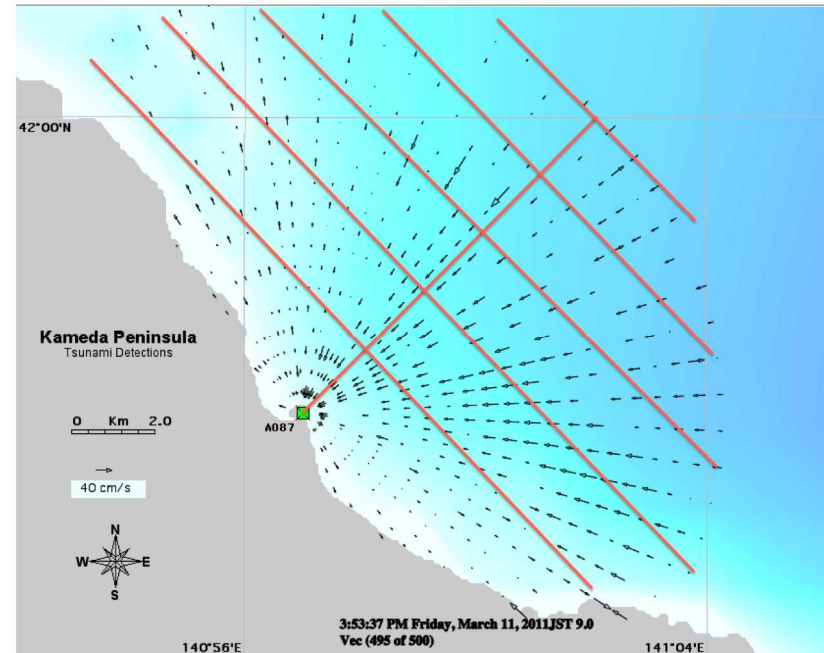 42°00'N
Kameda Peninsula
Tsunami Detections
0 Km 2.0
A087
40 cm/s
N
W E
S
3:53:37 PM Friday, March 11, 2011JST 9.0
Vec (495 of 500)
140°56'E
141°04'E